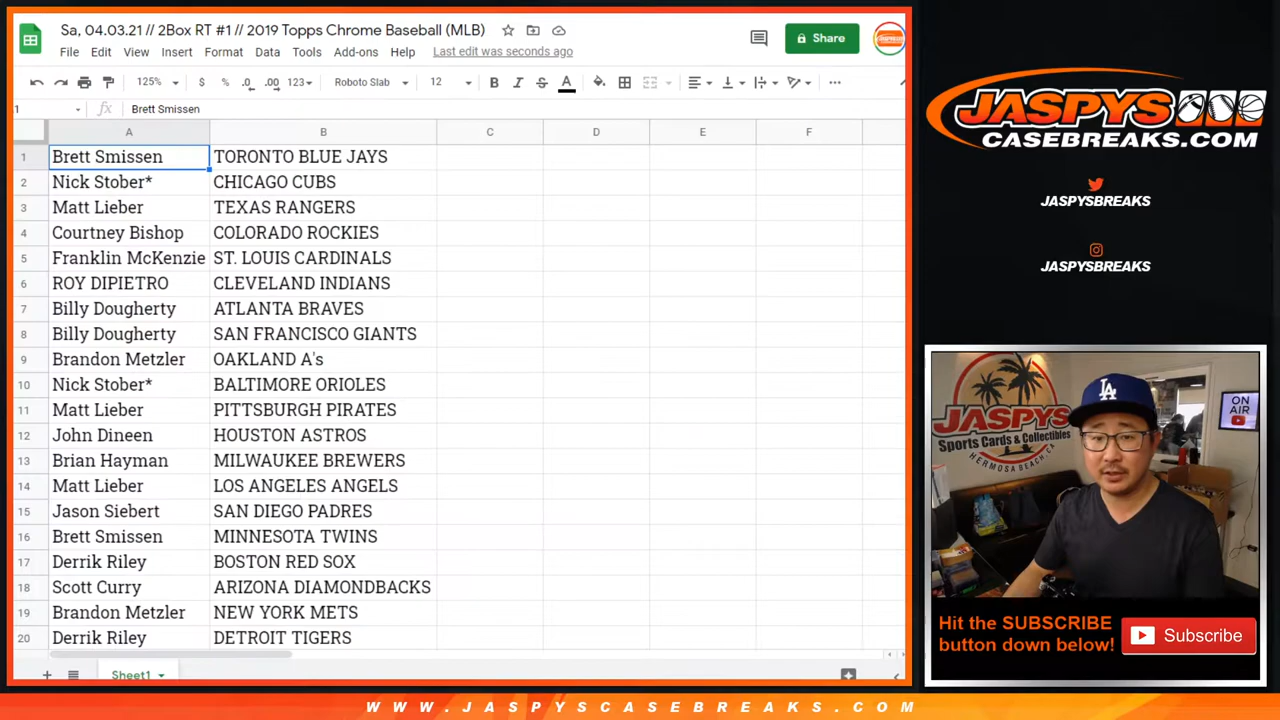 Sa, 04.03.21 // 2Box RT #1 // 2019 Topps Chrome Baseball (MLB)
File Edit View Insert Format Data Tools Add-ons Help Last edit was seconds ago
Share
125% $ % .0 .00 123 Roboto Slab 12 B I S A
1 fx Brett Smissen
A B C D E F
1 Brett Smissen TORONTO BLUE JAYS
2 Nick Stober* CHICAGO CUBS
3 Matt Lieber TEXAS RANGERS
4 Courtney Bishop COLORADO ROCKIES
5 Franklin McKenzie ST. LOUIS CARDINALS
6 ROY DIPIETRO CLEVELAND INDIANS
7 Billy Dougherty ATLANTA BRAVES
8 Billy Dougherty SAN FRANCISCO GIANTS
9 Brandon Metzler OAKLAND A's
10 Nick Stober* BALTIMORE ORIOLES
11 Matt Lieber PITTSBURGH PIRATES
12 John Dineen HOUSTON ASTROS
13 Brian Hayman MILWAUKEE BREWERS
14 Matt Lieber LOS ANGELES ANGELS
15 Jason Siebert SAN DIEGO PADRES
16 Brett Smissen MINNESOTA TWINS
17 Derrik Riley BOSTON RED SOX
18 Scott Curry ARIZONA DIAMONDBACKS
19 Brandon Metzler NEW YORK METS
20 Derrik Riley DETROIT TIGERS
Sheet1
JASPYS
CASEBREAKS.COM
JASPYSBREAKS
JASPYSBREAKS
JASPYS
Sports Cards & Collectibles
HERMOSA BEACH, CA
LA
ON
AIR
Hit the SUBSCRIBE
button down below!
Subscribe
WWW.JASPYSCASEBREAKS.COM